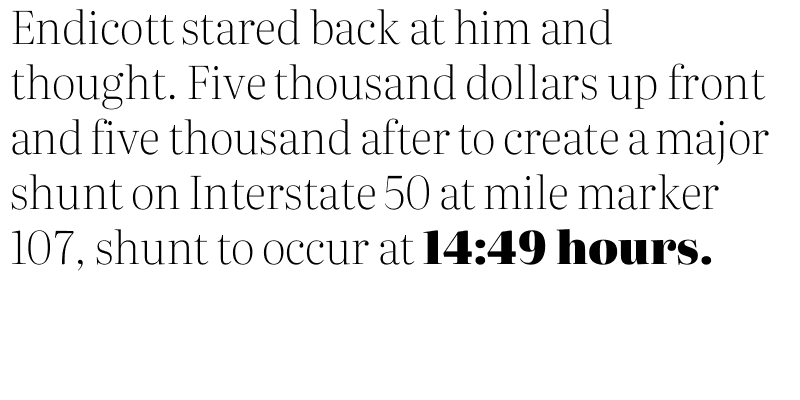 Endicott stared back at him and
thought. Five thousand dollars up front
and five thousand after to create a major
shunt on Interstate 50 at mile marker
107, shunt to occur at 14:49 hours.